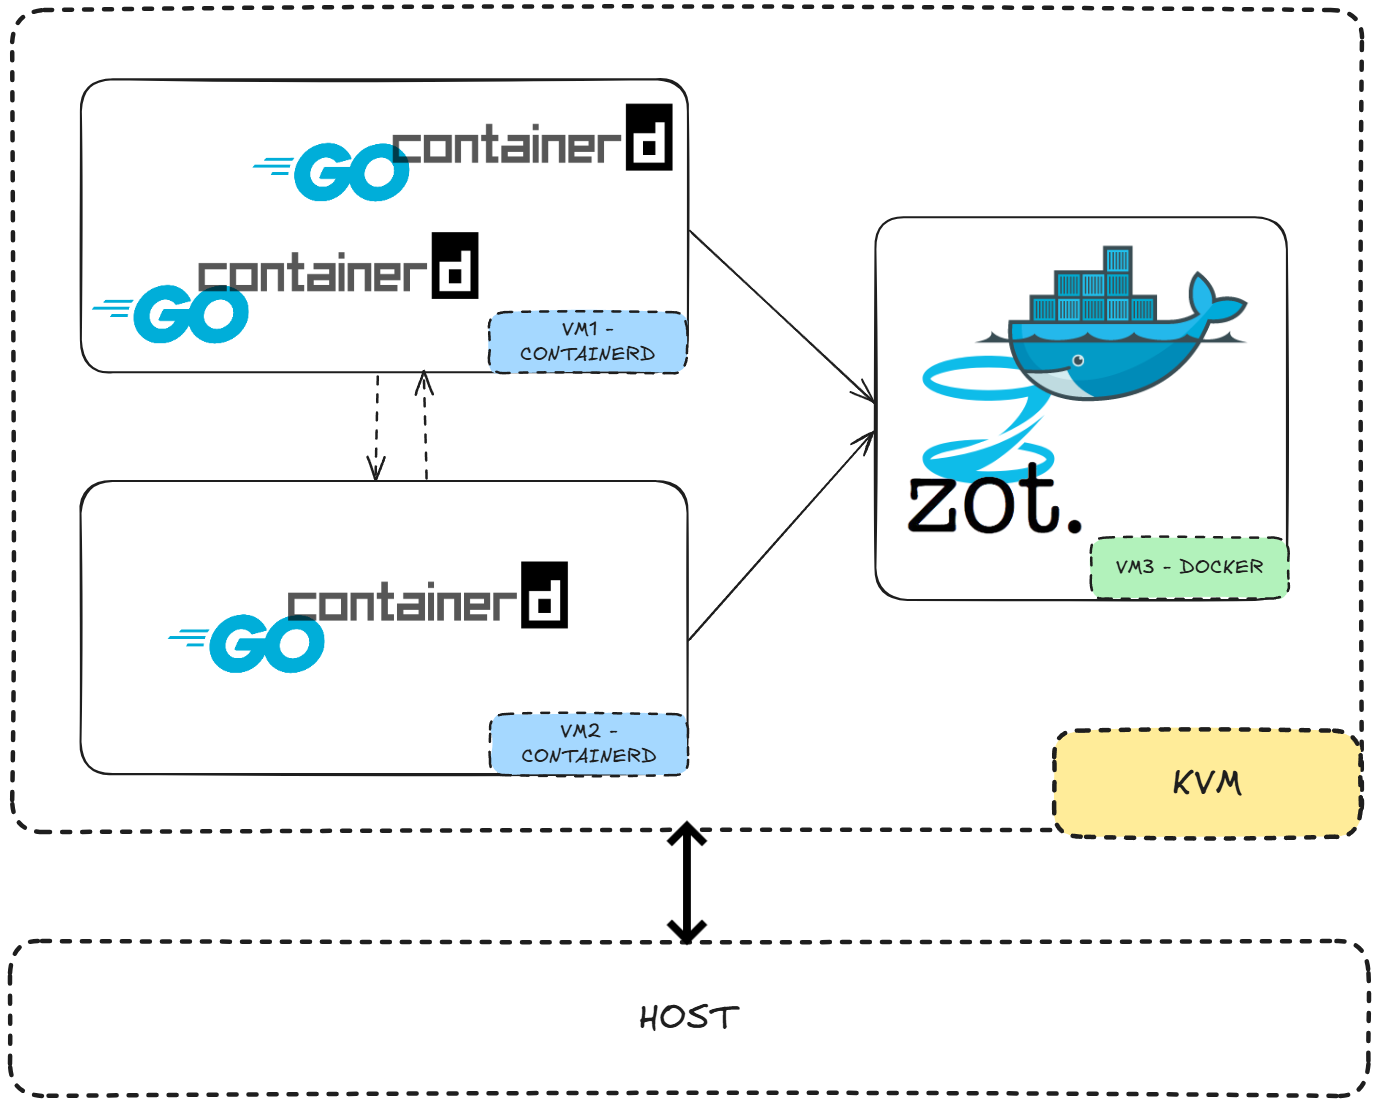 GO containerd
GO containerd
VM1 -
CONTAINERD
zot.
VM3 - DOCKER
GO containerd
VM2 -
CONTAINERD
KVM
HOST